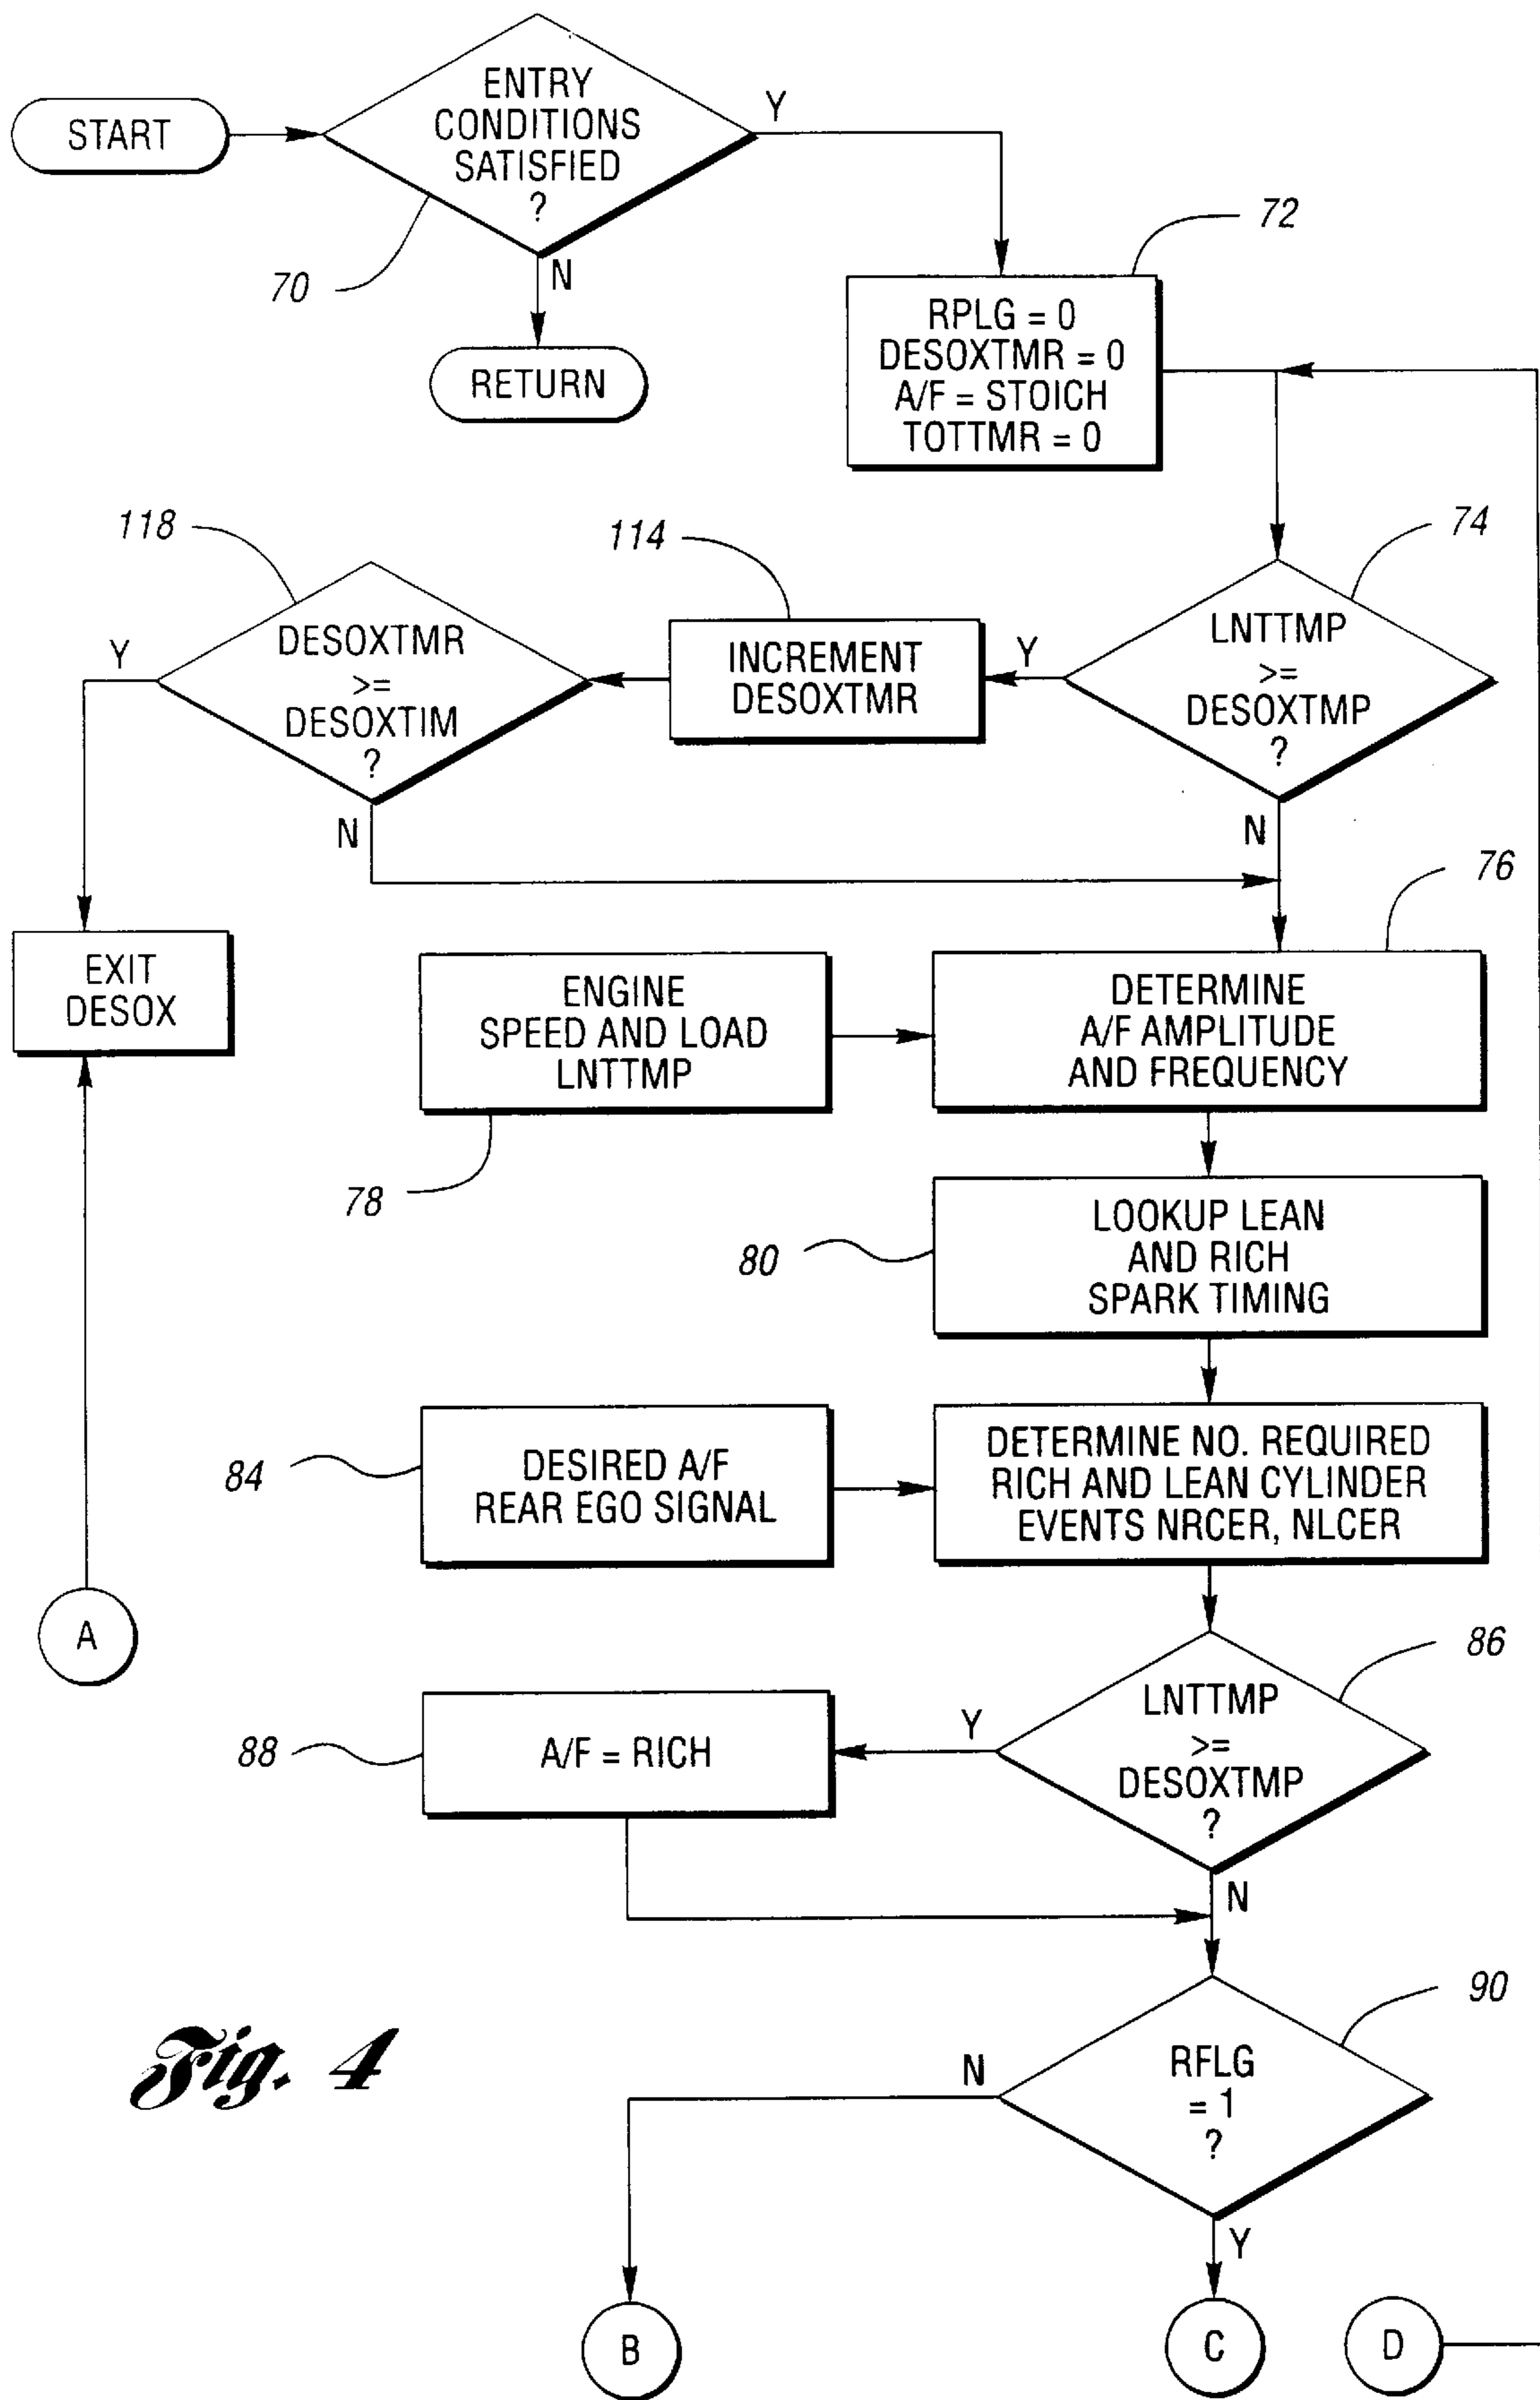 START
ENTRY
CONDITIONS
SATISFIED
?
Y
N
70
RETURN
72
RPLG = 0
DESOXTMR = 0
A/F = STOICH
TOTTMR = 0
118
DESOXTMR
>=
DESOXTIM
?
Y
N
114
INCREMENT
DESOXTMR
Y
74
LNTTMP
>=
DESOXTMP
?
N
EXIT
DESOX
76
ENGINE
SPEED AND LOAD
LNTTMP
78
DETERMINE
A/F AMPLITUDE
AND FREQUENCY
80
LOOKUP LEAN
AND RICH
SPARK TIMING
84
DESIRED A/F
REAR EGO SIGNAL
DETERMINE NO. REQUIRED
RICH AND LEAN CYLINDER
EVENTS NRCER, NLCER
A
86
LNTTMP
>=
DESOXTMP
?
Y
N
88
A/F = RICH
90
RFLG
= 1
?
N
Y
Fig. 4
B
C
D